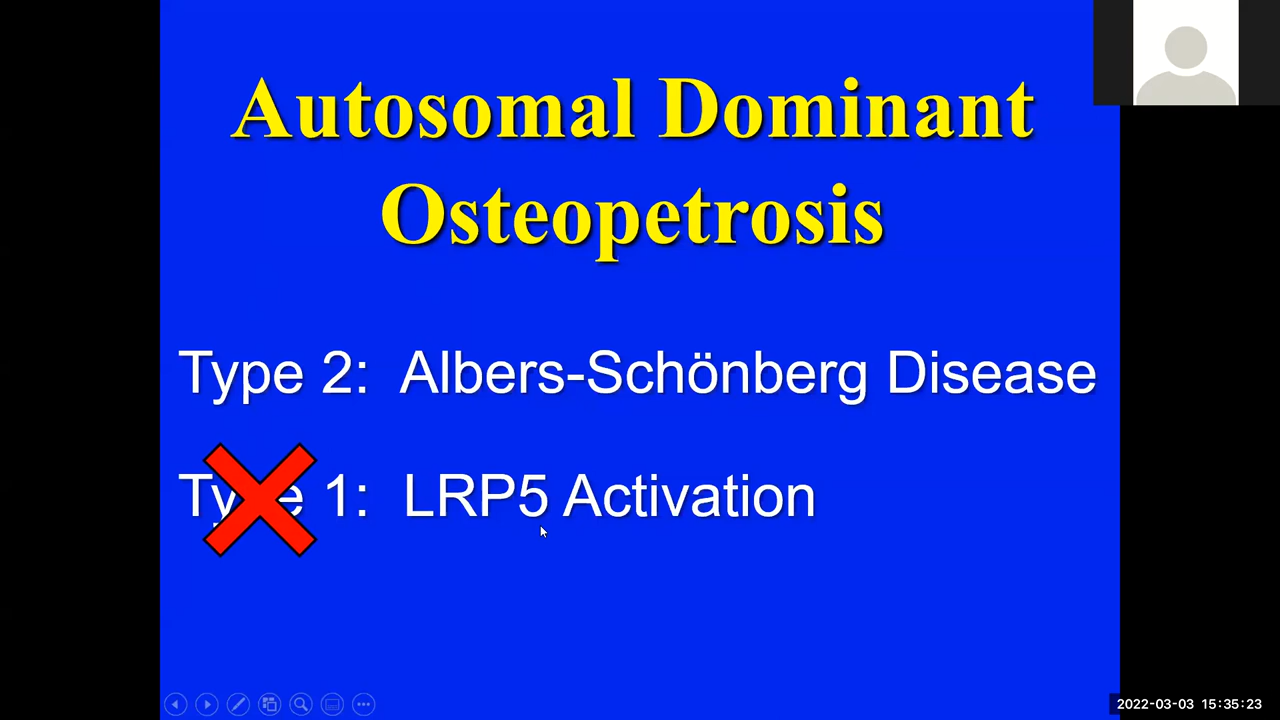 Autosomal Dominant
Osteopetrosis
Type 2: Albers-Schönberg Disease
Type 1: LRP5 Activation
2022-03-03 15:35:23